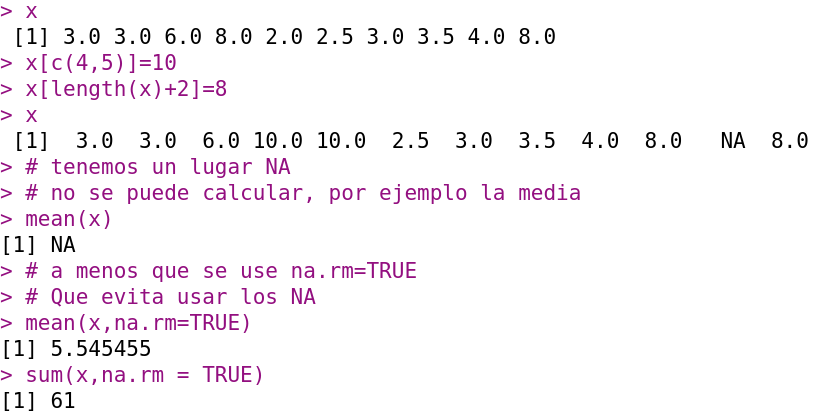 > x
 [1] 3.0 3.0 6.0 8.0 2.0 2.5 3.0 3.5 4.0 8.0
> x[c(4,5)]=10
> x[length(x)+2]=8
> x
 [1]  3.0  3.0  6.0 10.0 10.0  2.5  3.0  3.5  4.0  8.0   NA  8.0
> # tenemos un lugar NA
> # no se puede calcular, por ejemplo la media
> mean(x)
[1] NA
> # a menos que se use na.rm=TRUE
> # Que evita usar los NA
> mean(x,na.rm=TRUE)
[1] 5.545455
> sum(x,na.rm = TRUE)
[1] 61